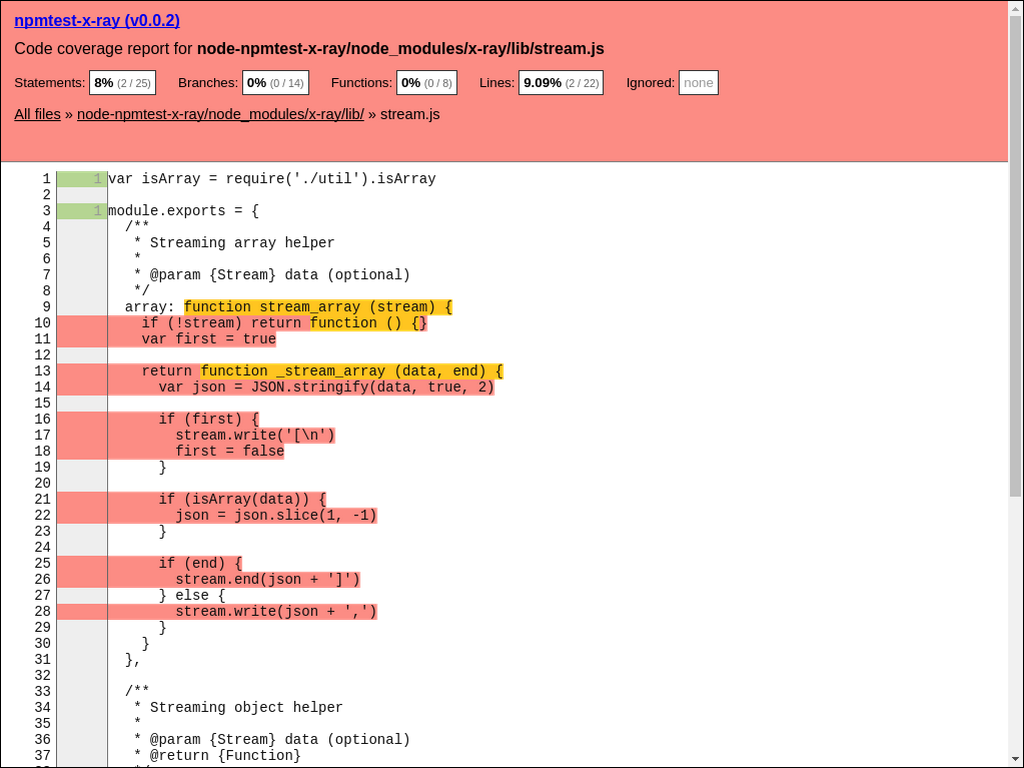 npmtest-x-ray (v0.0.2)
Code coverage report for node-npmtest-x-ray/node_modules/x-ray/lib/stream.js
Statements: 8% (2 / 25) Branches: 0% (0 / 14) Functions: 0% (0 / 8) Lines: 9.09% (2 / 22) Ignored: none
All files » node-npmtest-x-ray/node_modules/x-ray/lib/ » stream.js
1 1 var isArray = require('./util').isArray
2
3 1 module.exports = {
4   /**
5    * Streaming array helper
6    *
7    * @param {Stream} data (optional)
8    */
9   array: function stream_array (stream) {
10     if (!stream) return function () {}
11     var first = true
12
13     return function _stream_array (data, end) {
14       var json = JSON.stringify(data, true, 2)
15
16       if (first) {
17         stream.write('[\n')
18         first = false
19       }
20
21       if (isArray(data)) {
22         json = json.slice(1, -1)
23       }
24
25       if (end) {
26         stream.end(json + ']')
27       } else {
28         stream.write(json + ',')
29       }
30     }
31   },
32
33   /**
34    * Streaming object helper
35    *
36    * @param {Stream} data (optional)
37    * @return {Function}